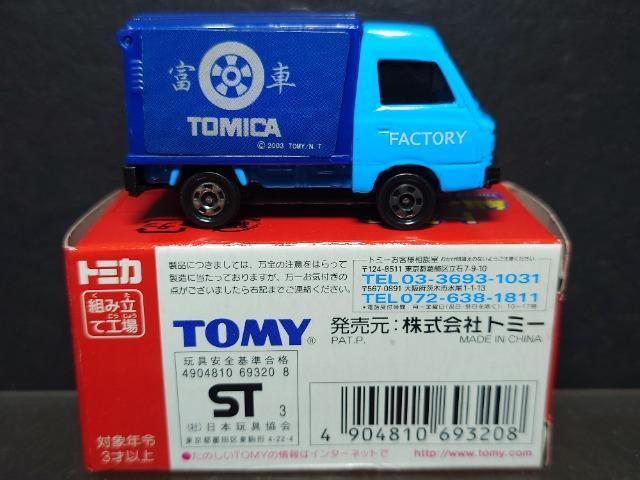 富 車
TOMICA
© 2003 TOMY/N.T
FACTORY
トミカ
組み立
て工場
製品につきましては、万全の注意をはらって
製造に当たっておりますが、万一お気付きの
点がございましたら右記までご連絡ください。
トミーお客様相談室
〒124-8511 東京都葛飾区立石7-9-10
TEL03-3693-1031
〒567-0891 大阪府茨木市水尾1-1-13
TEL072-638-1811
TOMY®
発売元:株式会社トミー
PAT.P.
MADE IN CHINA
玩具安全基準合格
4904810 69320 8
ST 3
(社)日本玩具協会
東京都墨田区東駒形4-22-4
4 904810 693208
対象年令
3才以上
●たのしいTOMYの情報はインターネットで
http://www.tomy.com/